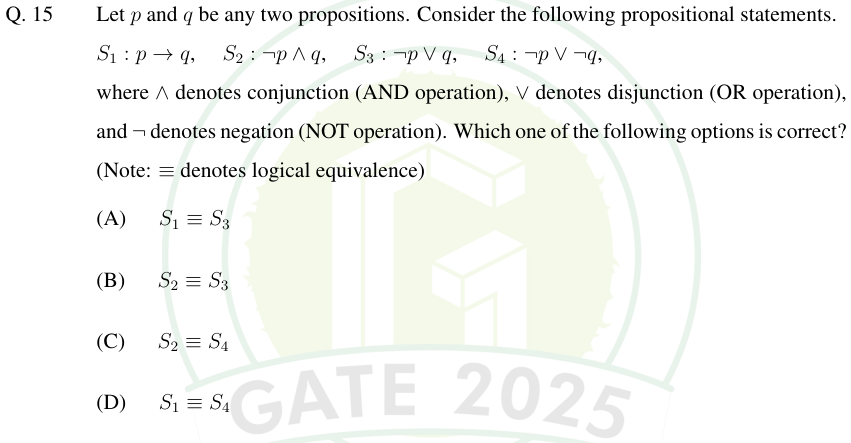 Q. 15 Let p and q be any two propositions. Consider the following propositional statements.
S₁ : p → q, S₂ : ¬p ∧ q, S₃ : ¬p ∨ q, S₄ : ¬p ∨ ¬q,
where ∧ denotes conjunction (AND operation), ∨ denotes disjunction (OR operation),
and ¬ denotes negation (NOT operation). Which one of the following options is correct?
(Note: ≡ denotes logical equivalence)
(A) S₁ ≡ S₃
(B) S₂ ≡ S₃
(C) S₂ ≡ S₄
(D) S₁ ≡ S₄
GATE 2025